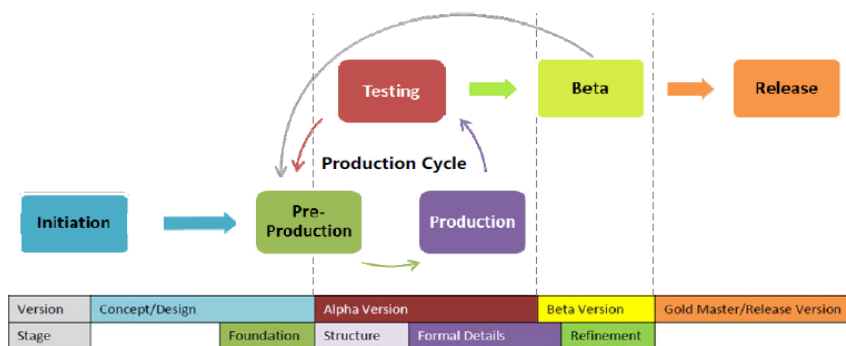 Testing
Beta
Release
Production Cycle
Initiation
Pre-
Production
Production
Version
Concept/Design
Alpha Version
Beta Version
Gold Master/Release Version
Stage
Foundation
Structure
Formal Details
Refinement